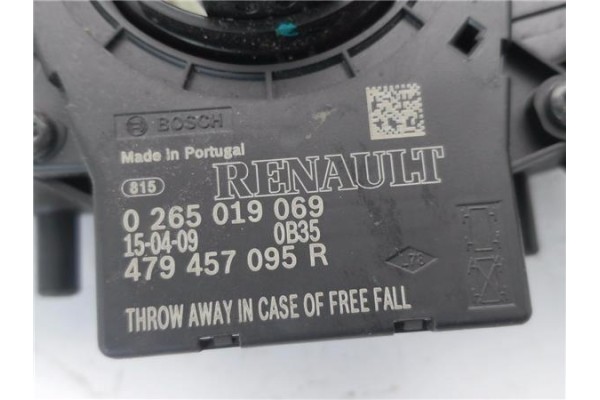 BOSCH
Made in Portugal
815
RENAULT
0 265 019 069
15-04-09 0B35
479 457 095 R
78
THROW AWAY IN CASE OF FREE FALL